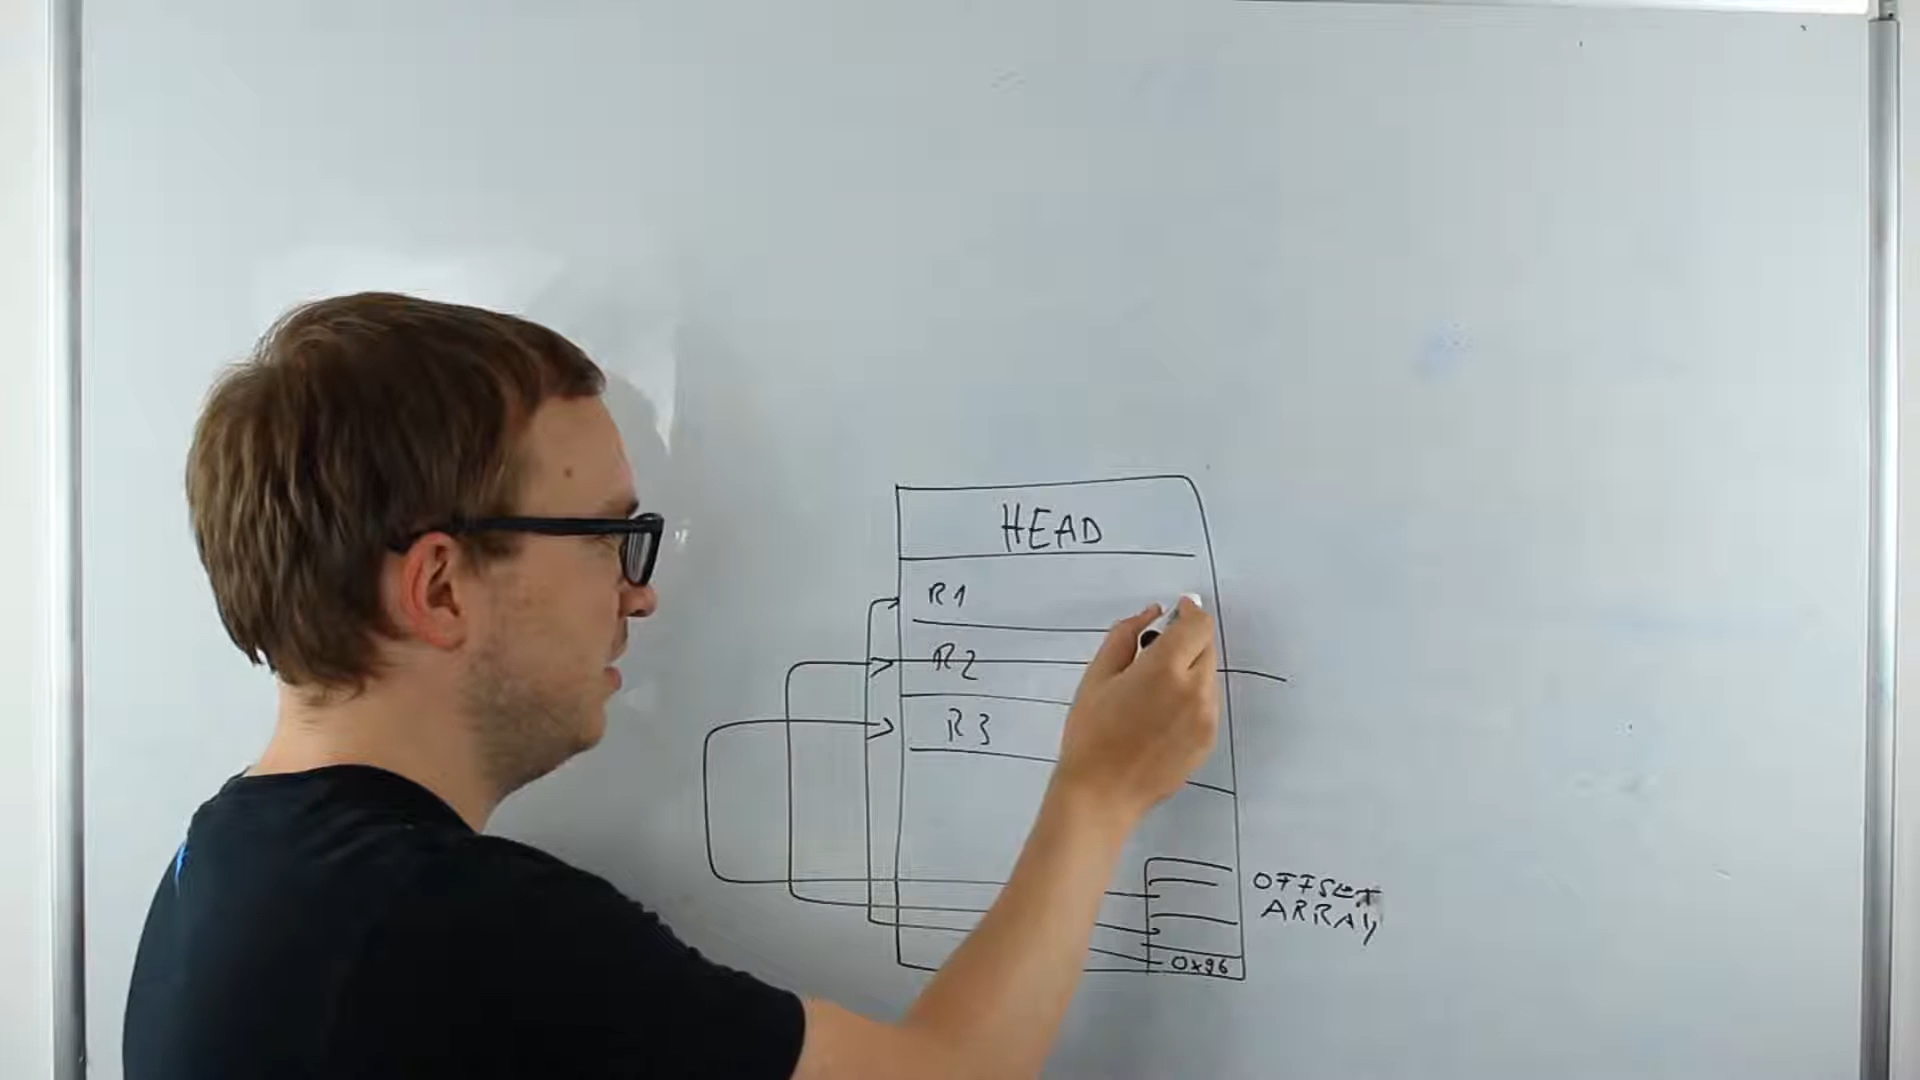 HEAD
R1
R2
R3
OFFSET
ARRAY
0x96